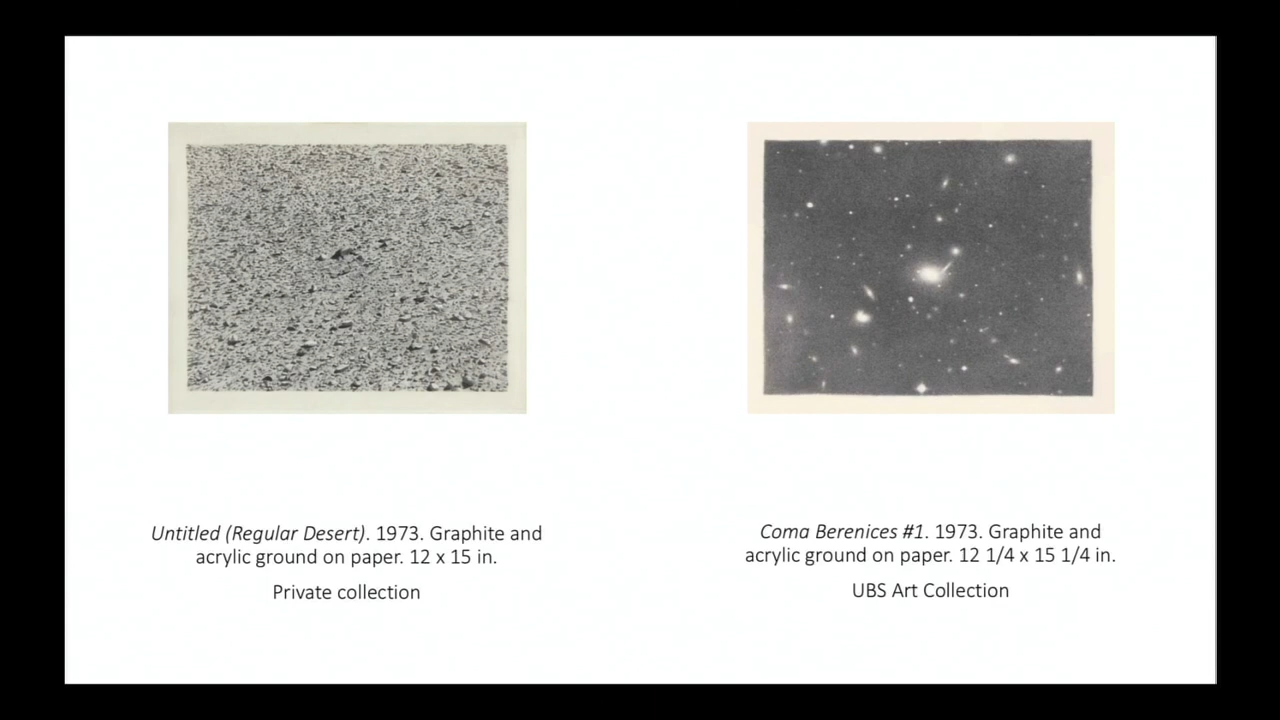 Untitled (Regular Desert). 1973. Graphite and
acrylic ground on paper. 12 x 15 in.
Private collection
Coma Berenices #1. 1973. Graphite and
acrylic ground on paper. 12 1/4 x 15 1/4 in.
UBS Art Collection